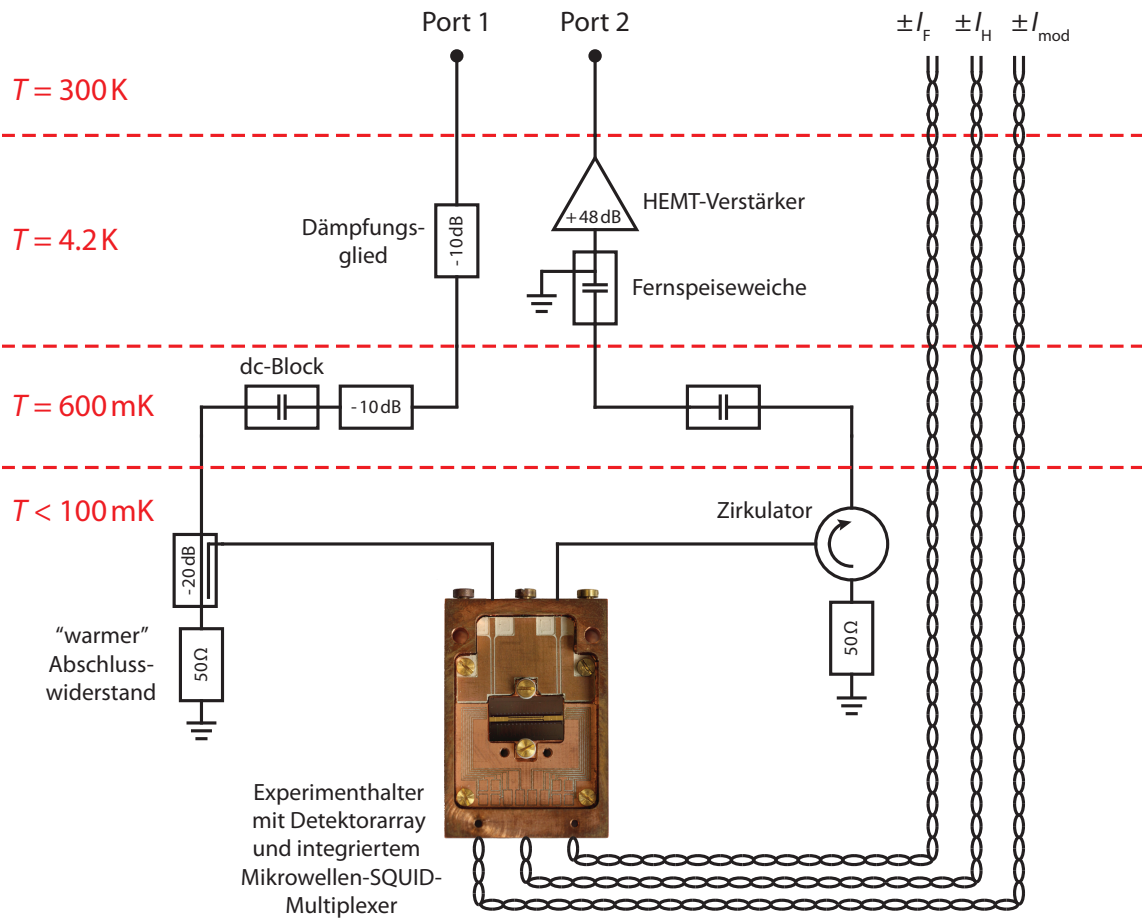 Port 1
Port 2
±I_F
±I_H
±I_mod
T = 300 K
T = 4.2 K
Dämpfungs-
glied
-10dB
+48 dB
HEMT-Verstärker
Fernspeiseweiche
T = 600 mK
dc-Block
-10dB
T < 100 mK
Zirkulator
-20dB
“warmer”
Abschluss-
widerstand
50Ω
50Ω
Experimenthalter
mit Detektorarray
und integriertem
Mikrowellen-SQUID-
Multiplexer